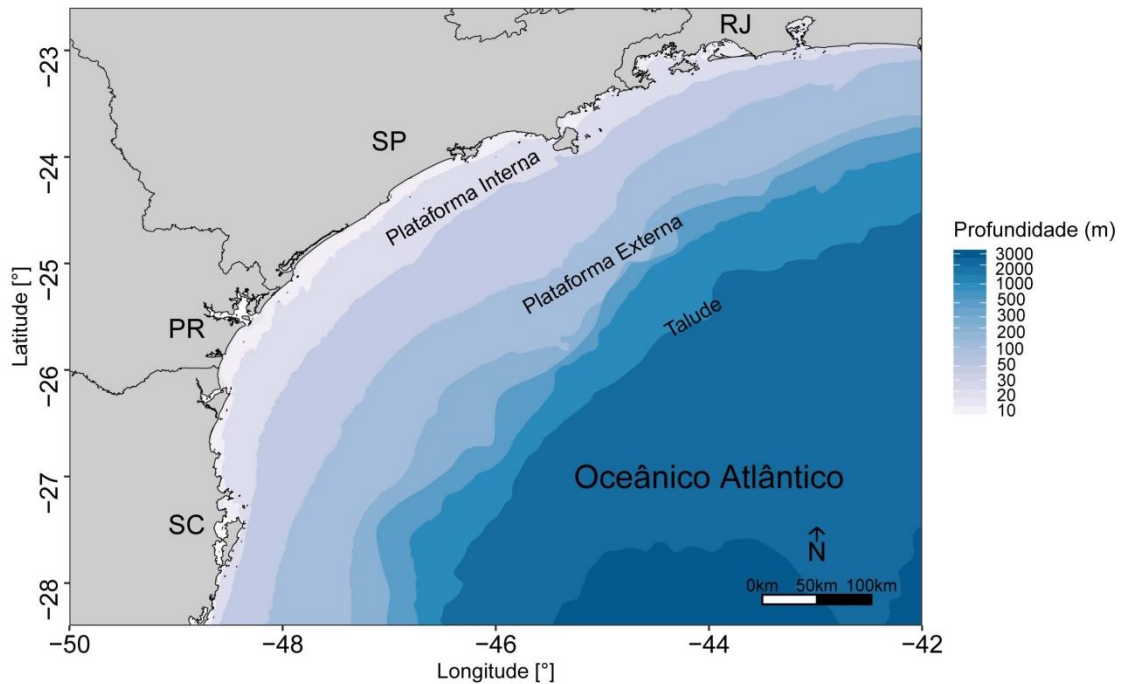 RJ
SP
PR
SC
Plataforma Interna
Plataforma Externa
Talude
Oceânico Atlântico
N
0km 50km 100km
−23
−24
−25
−26
−27
−28
Latitude [°]
−50 −48 −46 −44 −42
Longitude [°]
Profundidade (m)
3000
2000
1000
500
300
200
100
50
30
20
10